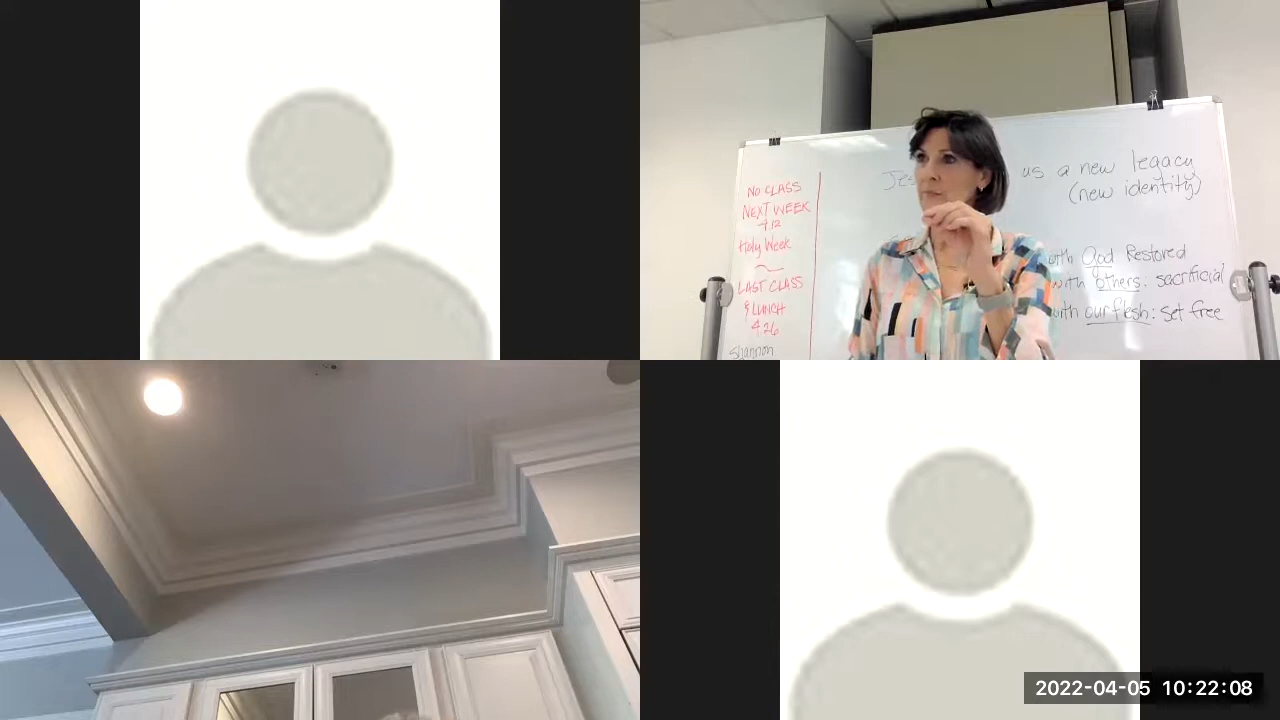 NO CLASS
NEXT WEEK
4-12
Holy Week
LAST CLASS
& LUNCH
4-26
Shannon
us a new legacy
(new identity)
God Restored
with others: sacrificial
with our flesh: set free
2022-04-05 10:22:08